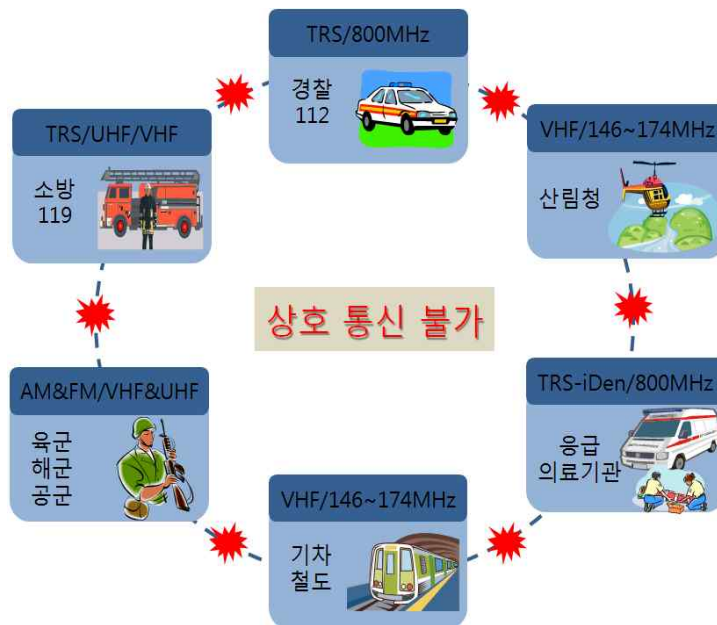 TRS/800MHz
경찰
112
TRS/UHF/VHF
소방
119
VHF/146~174MHz
산림청
상호 통신 불가
AM&FM/VHF&UHF
육군
해군
공군
TRS-iDen/800MHz
응급
의료기관
VHF/146~174MHz
기차
철도